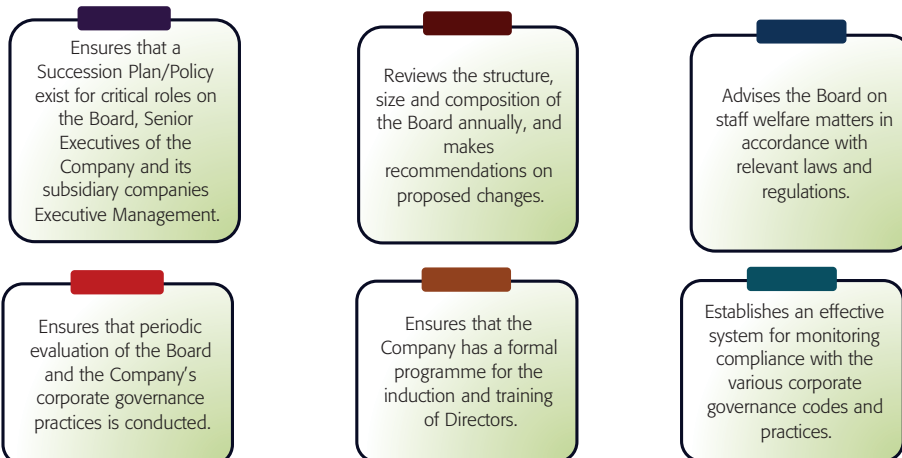 Ensures that a
Succession Plan/Policy
exist for critical roles on
the Board, Senior
Executives of the
Company and its
subsidiary companies
Executive Management.
Reviews the structure,
size and composition of
the Board annually, and
makes
recommendations on
proposed changes.
Advises the Board on
staff welfare matters in
accordance with
relevant laws and
regulations.
Ensures that periodic
evaluation of the Board
and the Company’s
corporate governance
practices is conducted.
Ensures that the
Company has a formal
programme for the
induction and training
of Directors.
Establishes an effective
system for monitoring
compliance with the
various corporate
governance codes and
practices.